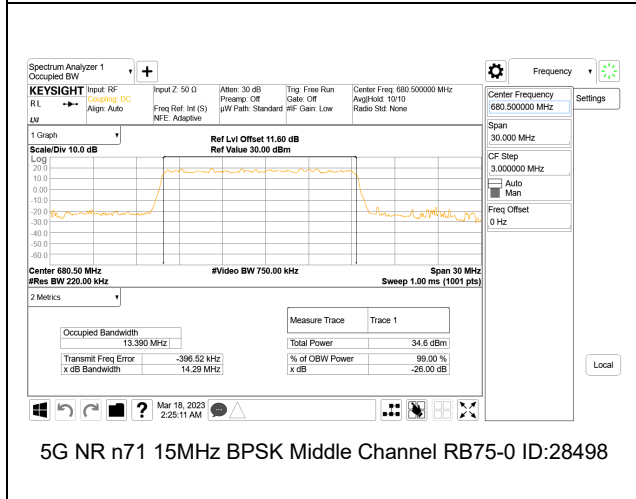 Spectrum Analyzer 1
Occupied BW
+
Frequency
KEYSIGHT
Input: RF
Input Z: 50 Ω
Atten: 30 dB
Trig: Free Run
Center Freq: 680.500000 MHz
R L
Coupling: DC
Preamp: Off
Gate: Off
Avg|Hold: 10/10
Align: Auto
Freq Ref: Int (S)
µW Path: Standard
#IF Gain: Low
Radio Std: None
LXI
NFE: Adaptive
Center Frequency
680.500000 MHz
Settings
Span
30.000 MHz
CF Step
3.000000 MHz
Auto
Man
Freq Offset
0 Hz
Local
1 Graph
Ref Lvl Offset 11.60 dB
Scale/Div 10.0 dB
Ref Value 30.00 dBm
Log
20.0
10.0
0.00
-10.0
-20.0
-30.0
-40.0
-50.0
-60.0
Center 680.50 MHz
#Video BW 750.00 kHz
Span 30 MHz
#Res BW 220.00 kHz
Sweep 1.00 ms (1001 pts)
2 Metrics
Measure Trace
Trace 1
Occupied Bandwidth
13.390 MHz
Total Power
34.6 dBm
Transmit Freq Error
-396.52 kHz
% of OBW Power
99.00 %
x dB Bandwidth
14.29 MHz
x dB
-26.00 dB
?
Mar 18, 2023
2:25:11 AM
5G NR n71 15MHz BPSK Middle Channel RB75-0 ID:28498